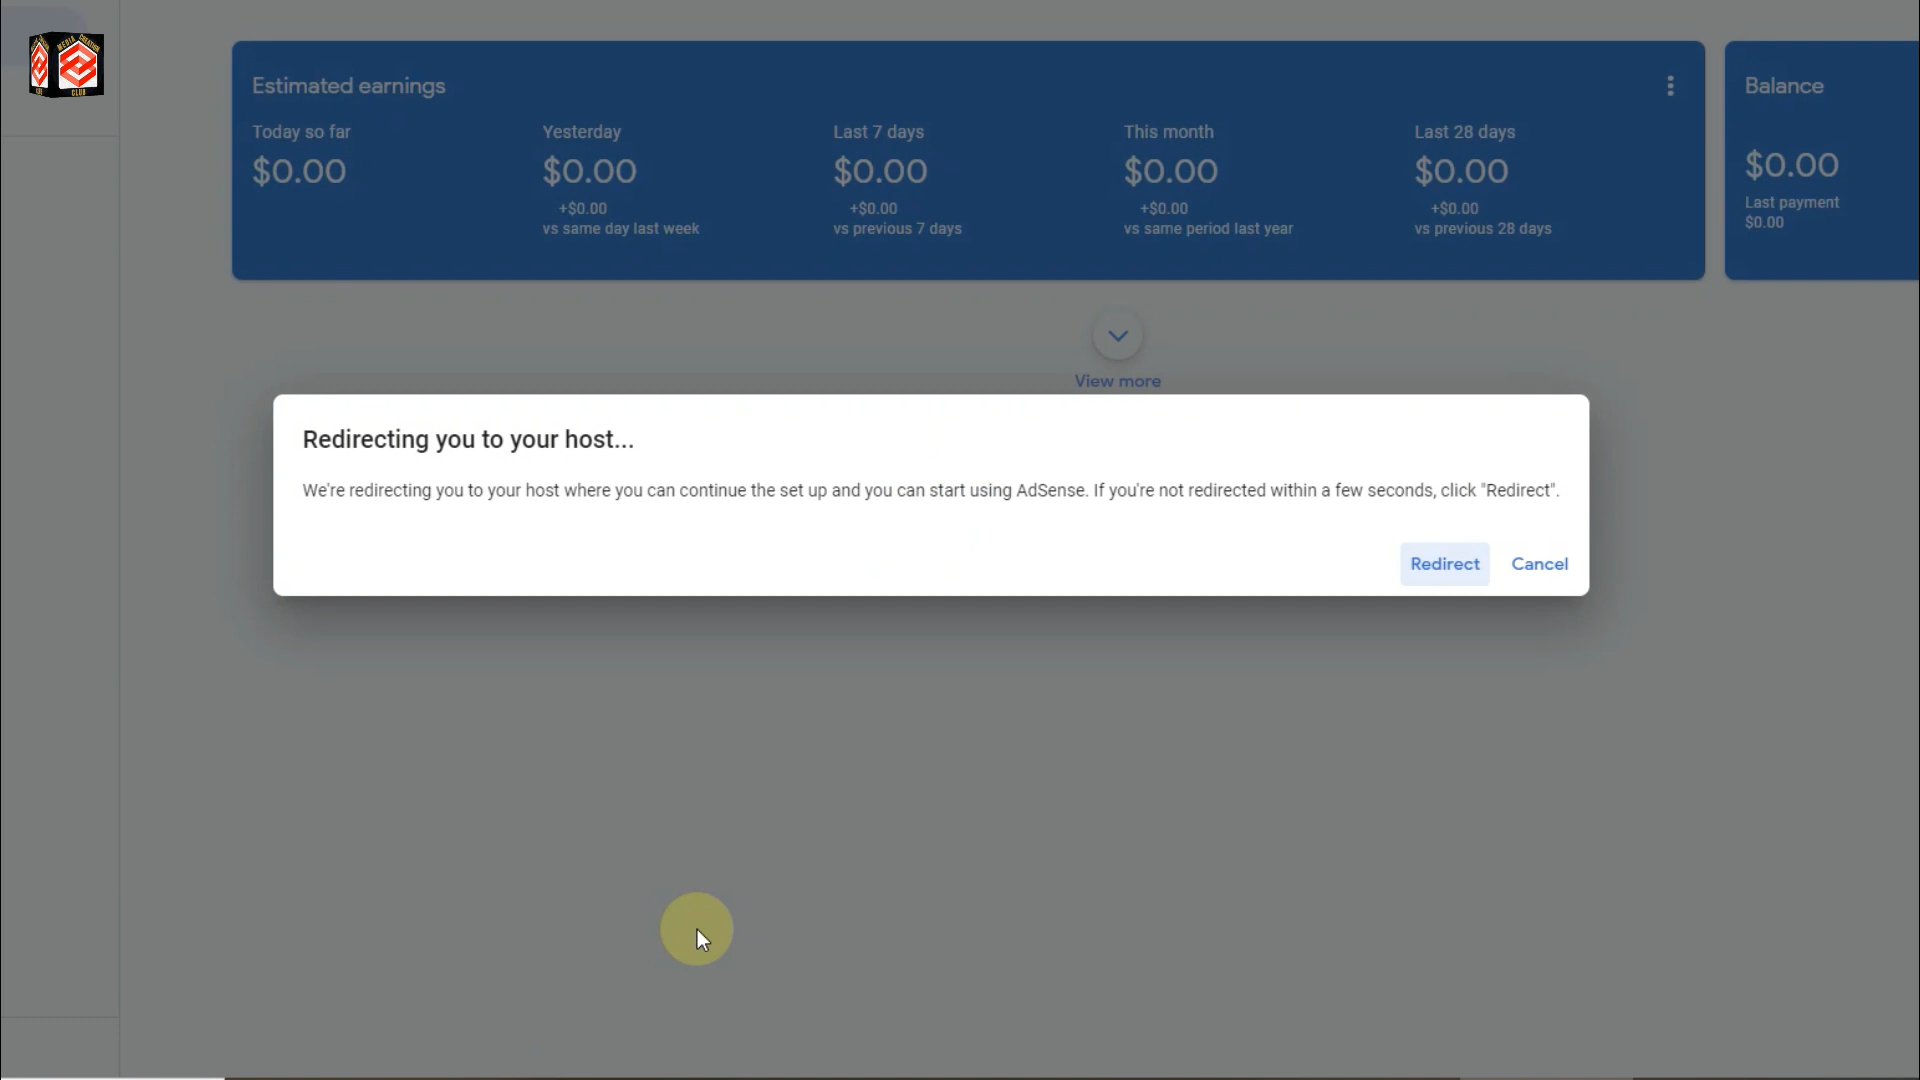 MEDIA CREATION
CLUB
Estimated earnings
Balance
Today so far
Yesterday
Last 7 days
This month
Last 28 days
$0.00
$0.00
$0.00
$0.00
$0.00
$0.00
+$0.00
+$0.00
+$0.00
+$0.00
vs same day last week
vs previous 7 days
vs same period last year
vs previous 28 days
Last payment
$0.00
View more
Redirecting you to your host...
We're redirecting you to your host where you can continue the set up and you can start using AdSense. If you're not redirected within a few seconds, click "Redirect".
Redirect
Cancel